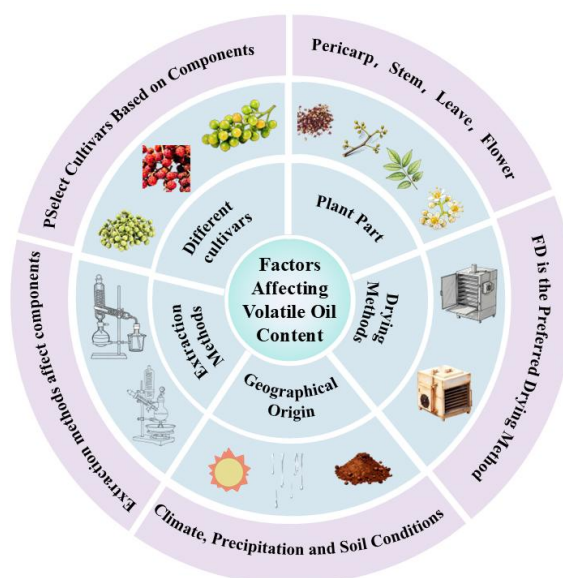 Factors
Affecting
Volatile Oil
Content
Different
cultivars
Plant Part
Drying
Methods
Geographical
Origin
Extraction
Methods
PSelect Cultivars Based on Components
Pericarp, Stem, Leave, Flower
FD is the Preferred Drying Method
Climate, Precipitation and Soil Conditions
Extraction methods affect components